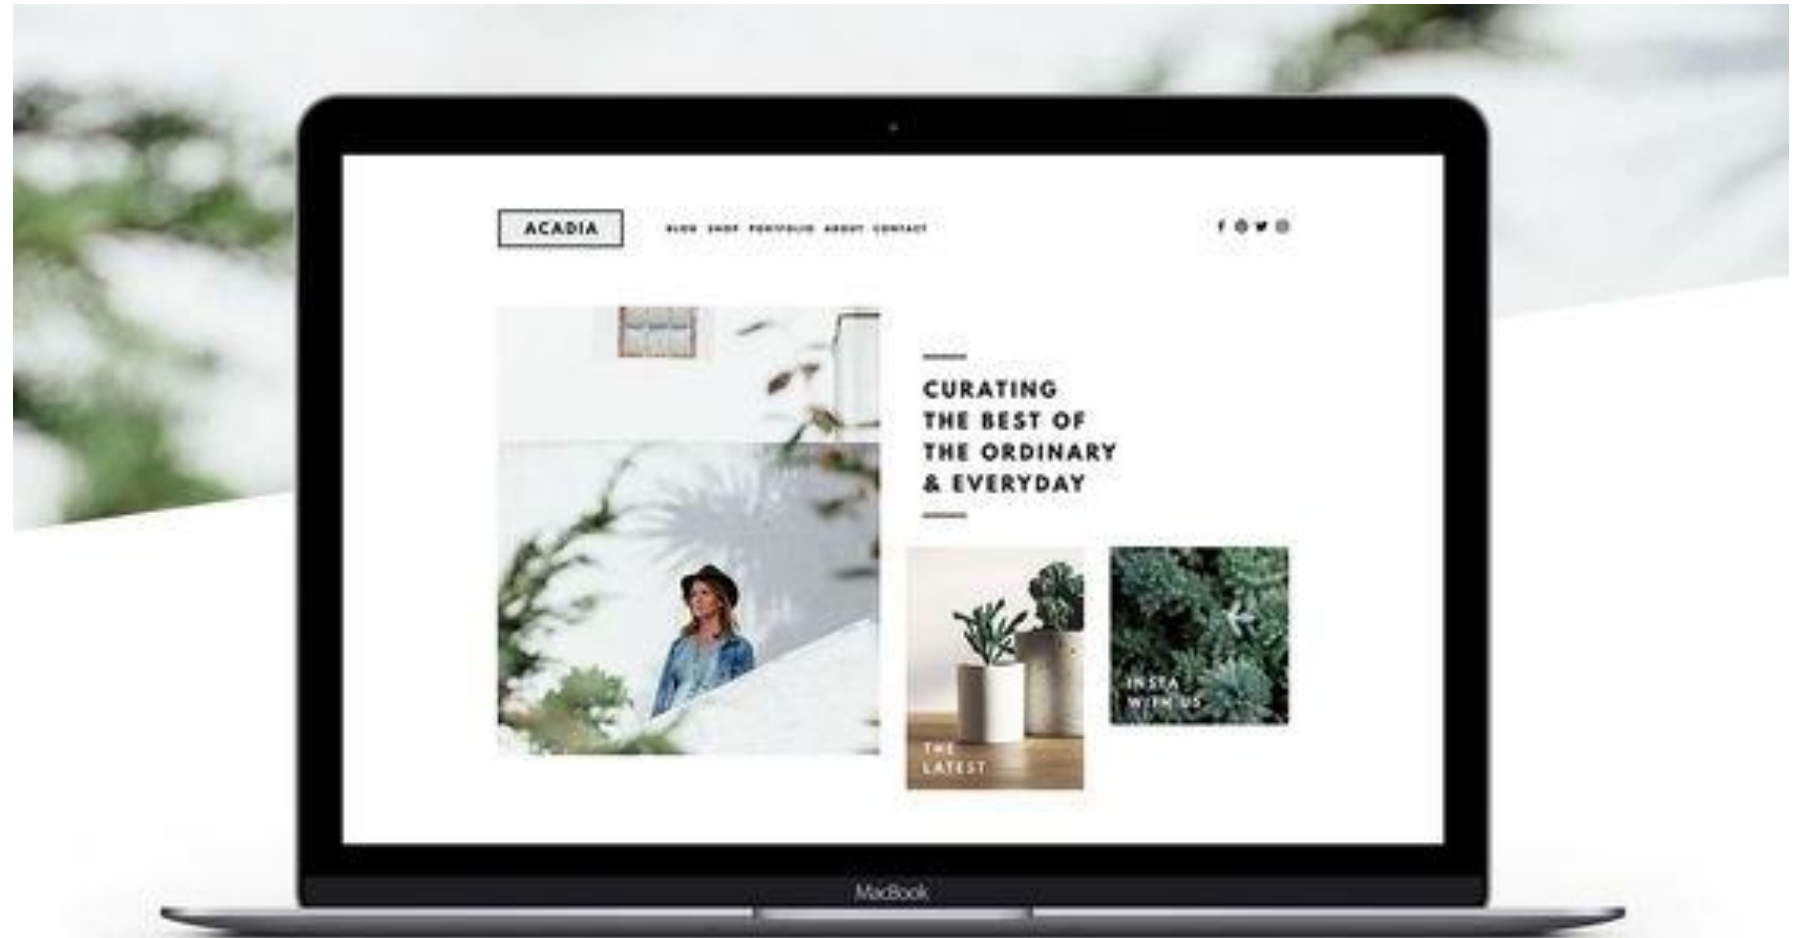 ACADIA
BLOG SHOP PORTFOLIO ABOUT CONTACT
CURATING
THE BEST OF
THE ORDINARY
& EVERYDAY
INSTA
WITH US
THE
LATEST
MacBook